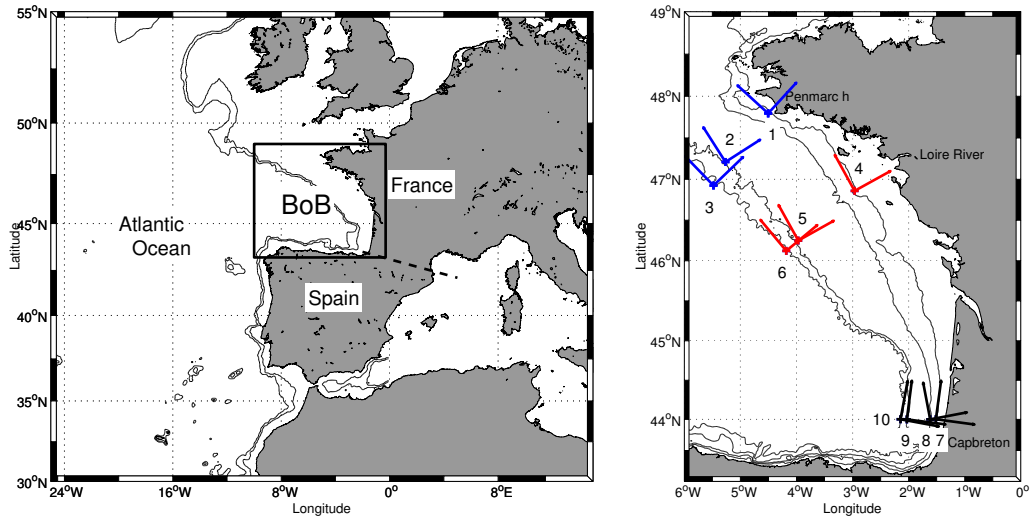 55°N
50°N
45°N
40°N
35°N
30°N
24°W
16°W
8°W
0°
8°E
Latitude
Longitude
BoB
France
Atlantic
Ocean
Spain
49°N
48°N
47°N
46°N
45°N
44°N
6°W
5°W
4°W
3°W
2°W
1°W
0°
Latitude
Longitude
Penmarc h
1
2
3
4
Loire River
5
6
10
9
8
7
Capbreton